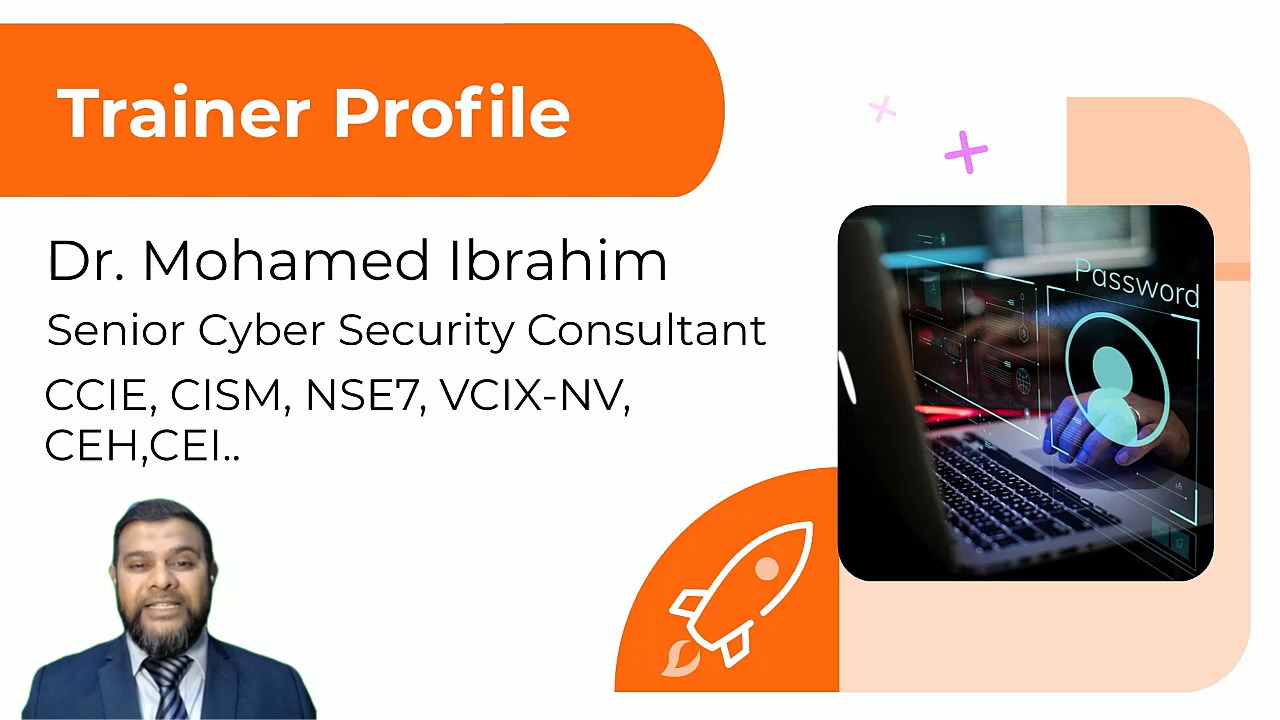 Trainer Profile
Dr. Mohamed Ibrahim
Senior Cyber Security Consultant
CCIE, CISM, NSE7, VCIX-NV,
CEH,CEI..
Password